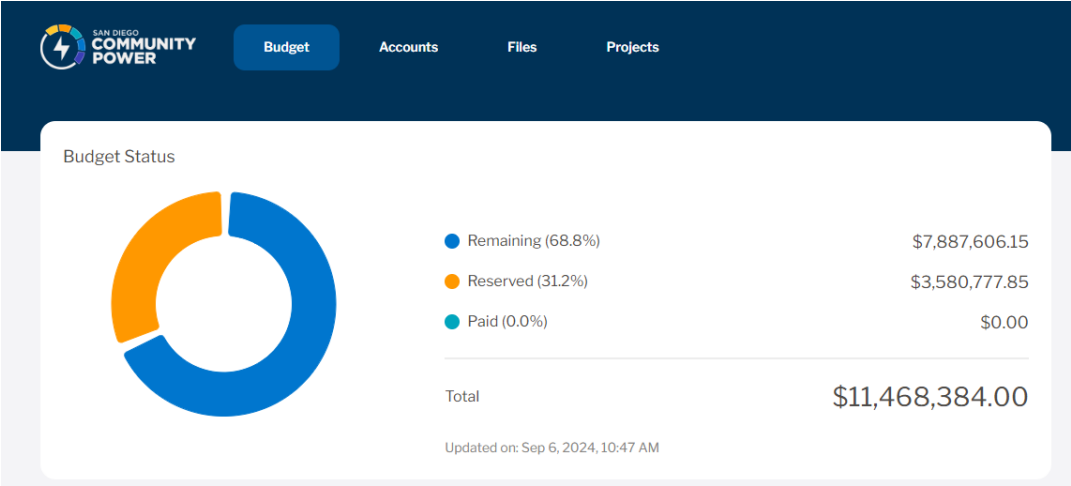 SAN DIEGO
COMMUNITY
POWER
Budget Accounts Files Projects
Budget Status
Remaining (68.8%) $7,887,606.15
Reserved (31.2%) $3,580,777.85
Paid (0.0%) $0.00
Total $11,468,384.00
Updated on: Sep 6, 2024, 10:47 AM